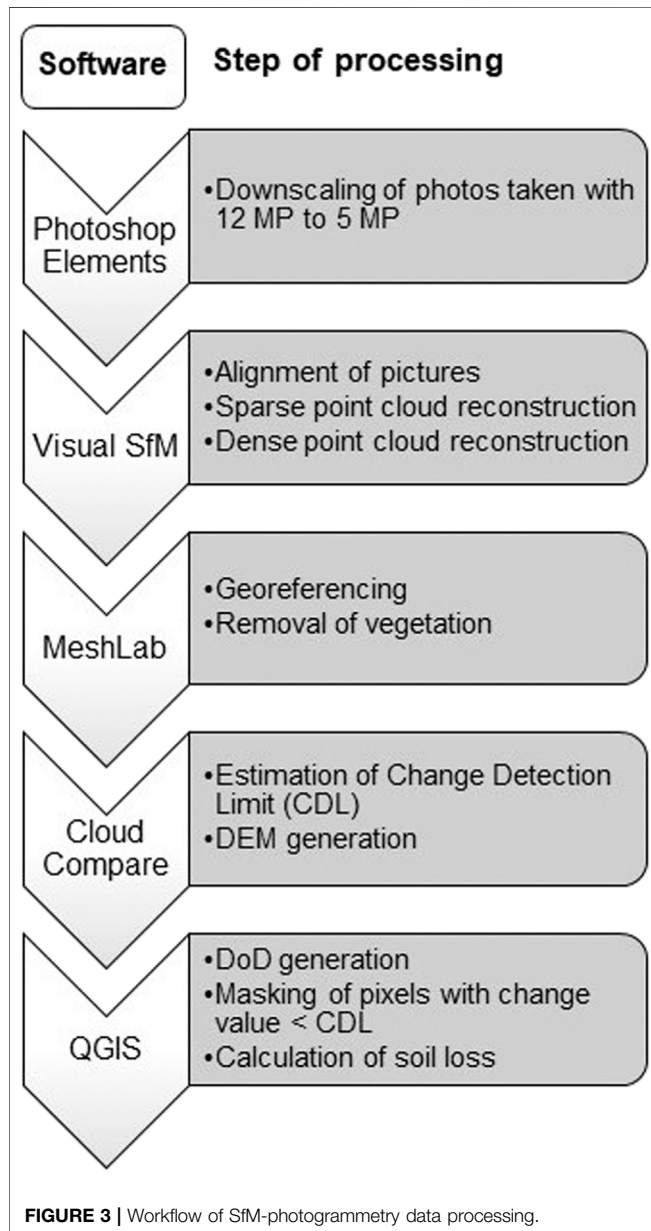 Software
Step of processing
Photoshop
Elements
•Downscaling of photos taken with
12 MP to 5 MP
Visual SfM
•Alignment of pictures
•Sparse point cloud reconstruction
•Dense point cloud reconstruction
MeshLab
•Georeferencing
•Removal of vegetation
Cloud
Compare
•Estimation of Change Detection
Limit (CDL)
•DEM generation
QGIS
•DoD generation
•Masking of pixels with change
value < CDL
•Calculation of soil loss
FIGURE 3 | Workflow of SfM-photogrammetry data processing.